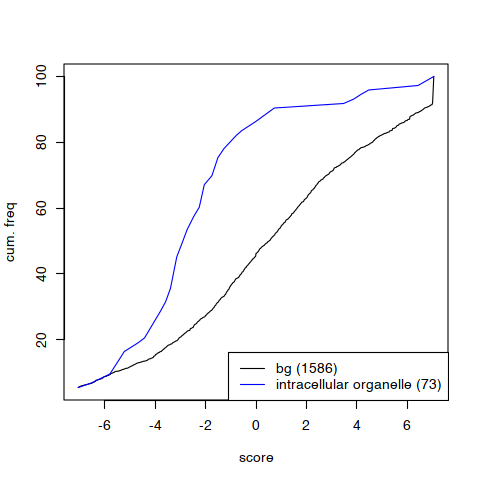 100
80
60
40
20
cum. freq
bg (1586)
intracellular organelle (73)
-6 -4 -2 0 2 4 6
score